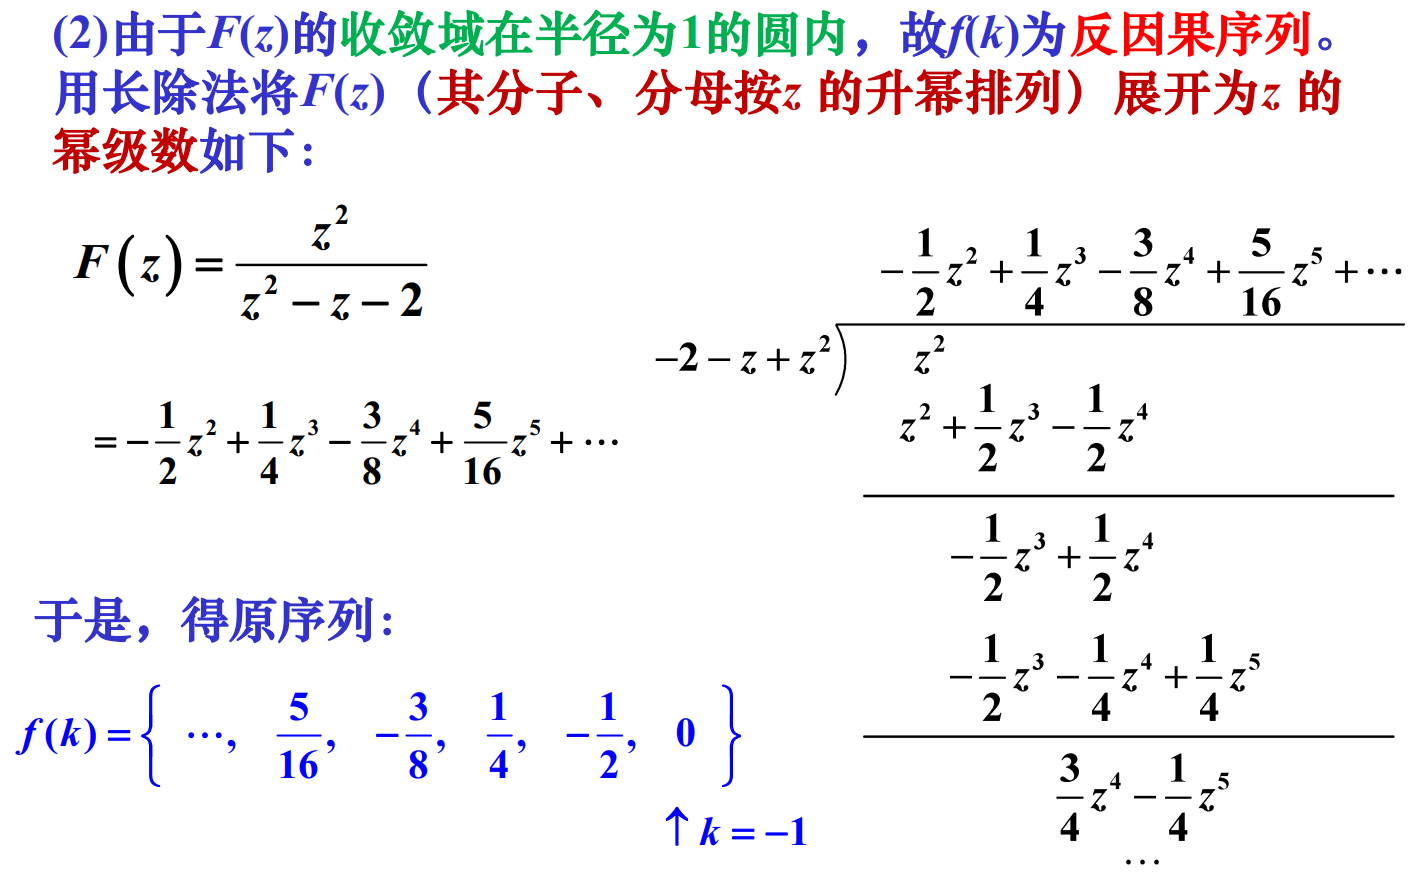 (2)由于F(z)的收敛域在半径为1的圆内，故f(k)为反因果序列。
用长除法将F(z)（其分子、分母按z 的升幂排列）展开为z 的
幂级数如下：
F(z)=\frac{z^2}{z^2-z-2}
=-\frac{1}{2}z^2+\frac{1}{4}z^3-\frac{3}{8}z^4+\frac{5}{16}z^5+⋯
-\frac{1}{2}z^2+\frac{1}{4}z^3-\frac{3}{8}z^4+\frac{5}{16}z^5+⋯
-2-z+z^2) z^2
z^2+\frac{1}{2}z^3-\frac{1}{2}z^4
-\frac{1}{2}z^3+\frac{1}{2}z^4
-\frac{1}{2}z^3-\frac{1}{4}z^4+\frac{1}{4}z^5
\frac{3}{4}z^4-\frac{1}{4}z^5
⋯
于是，得原序列：
f(k)={ ⋯, \frac{5}{16}, -\frac{3}{8}, \frac{1}{4}, -\frac{1}{2}, 0 }
↑k=-1